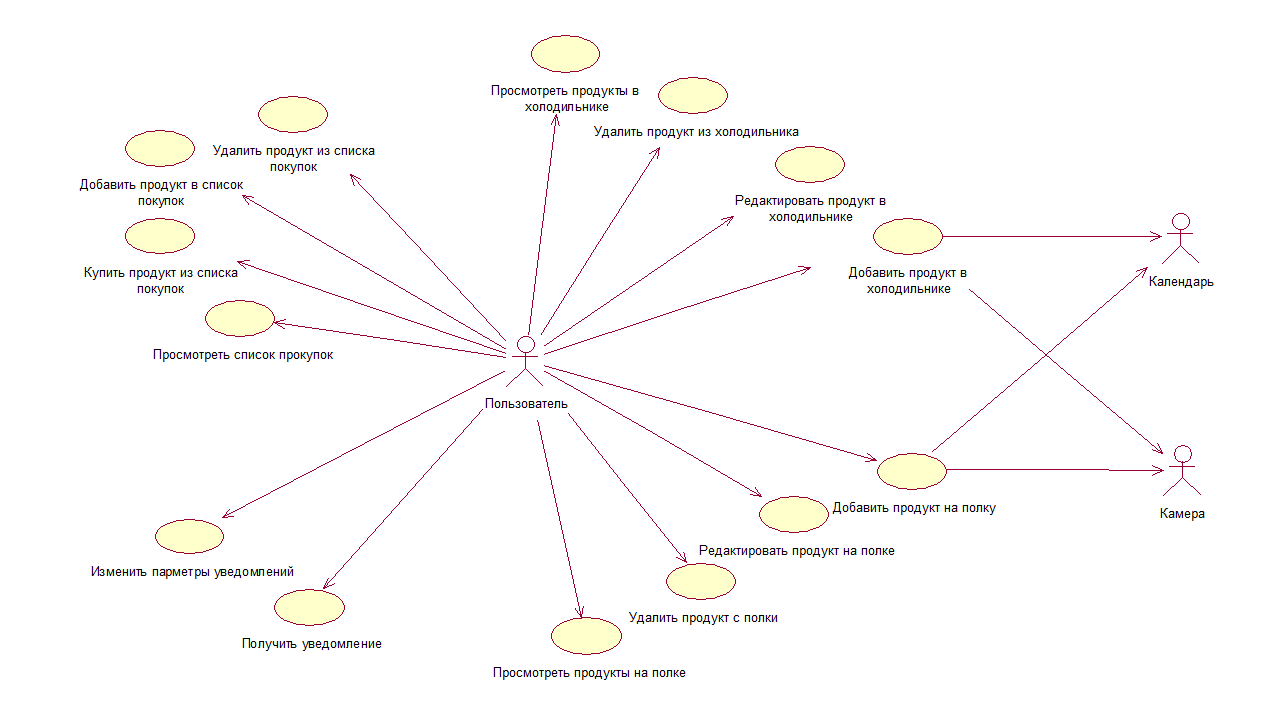 Просмотреть продукты в
холодильнике
Удалить продукт из холодильника
Удалить продукт из списка
покупок
Добавить продукт в список
покупок
Редактировать продукт в
холодильнике
Купить продукт из списка
покупок
Добавить продукт в
холодильнике
Календарь
Просмотреть список прокупок
Пользователь
Добавить продукт на полку
Камера
Редактировать продукт на полке
Изменить парметры уведомлений
Удалить продукт с полки
Получить уведомление
Просмотреть продукты на полке